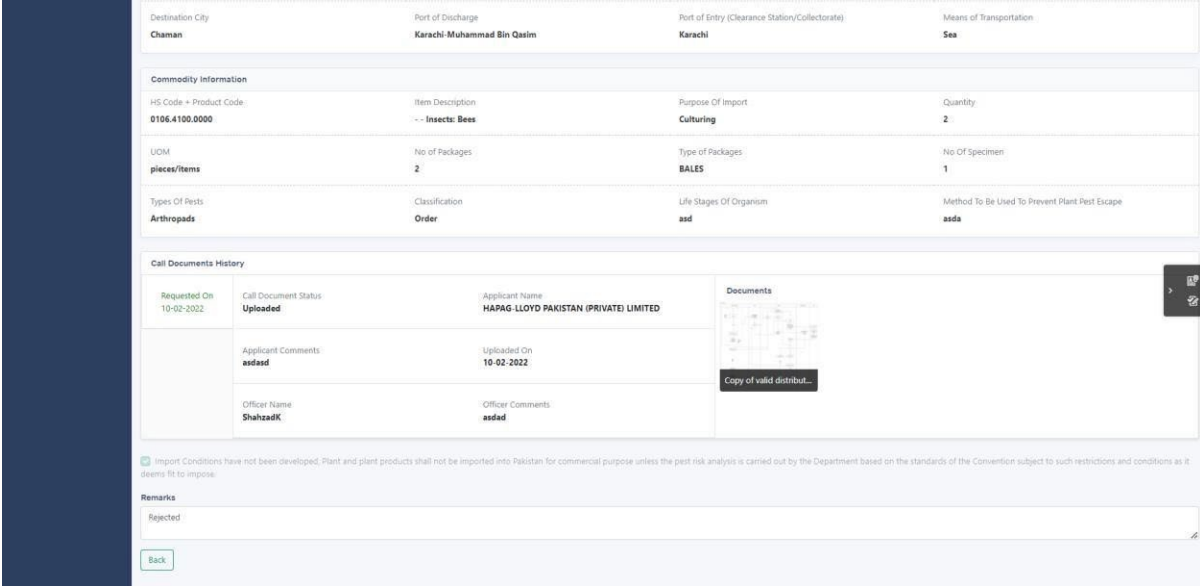 Destination City Port of Discharge Port of Entry (Clearance Station/Collectorate) Means of Transportation
Chaman Karachi-Muhammad Bin Qasim Karachi Sea
Commodity Information
HS Code + Product Code Item Description Purpose Of Import Quantity
0106.4100.0000 - - Insects: Bees Culturing 2
UOM No of Packages Type of Packages No Of Specimen
pieces/items 2 BALES 1
Types Of Pests Classification Life Stages Of Organism Method To Be Used To Prevent Plant Pest Escape
Arthropads Order asd asda
Call Documents History
Requested On Call Document Status Applicant Name Documents
10-02-2022 Uploaded HAPAG-LLOYD PAKISTAN (PRIVATE) LIMITED
Applicant Comments Uploaded On
asdasd 10-02-2022
Copy of valid distribut...
Officer Name Officer Comments
ShahzadK asdad
Import Conditions have not been developed, Plant and plant products shall not be imported into Pakistan for commercial purpose unless the pest risk analysis is carried out by the Department based on the standards of the Convention subject to such restrictions and conditions as it
deems fit to impose.
Remarks
Rejected
Back